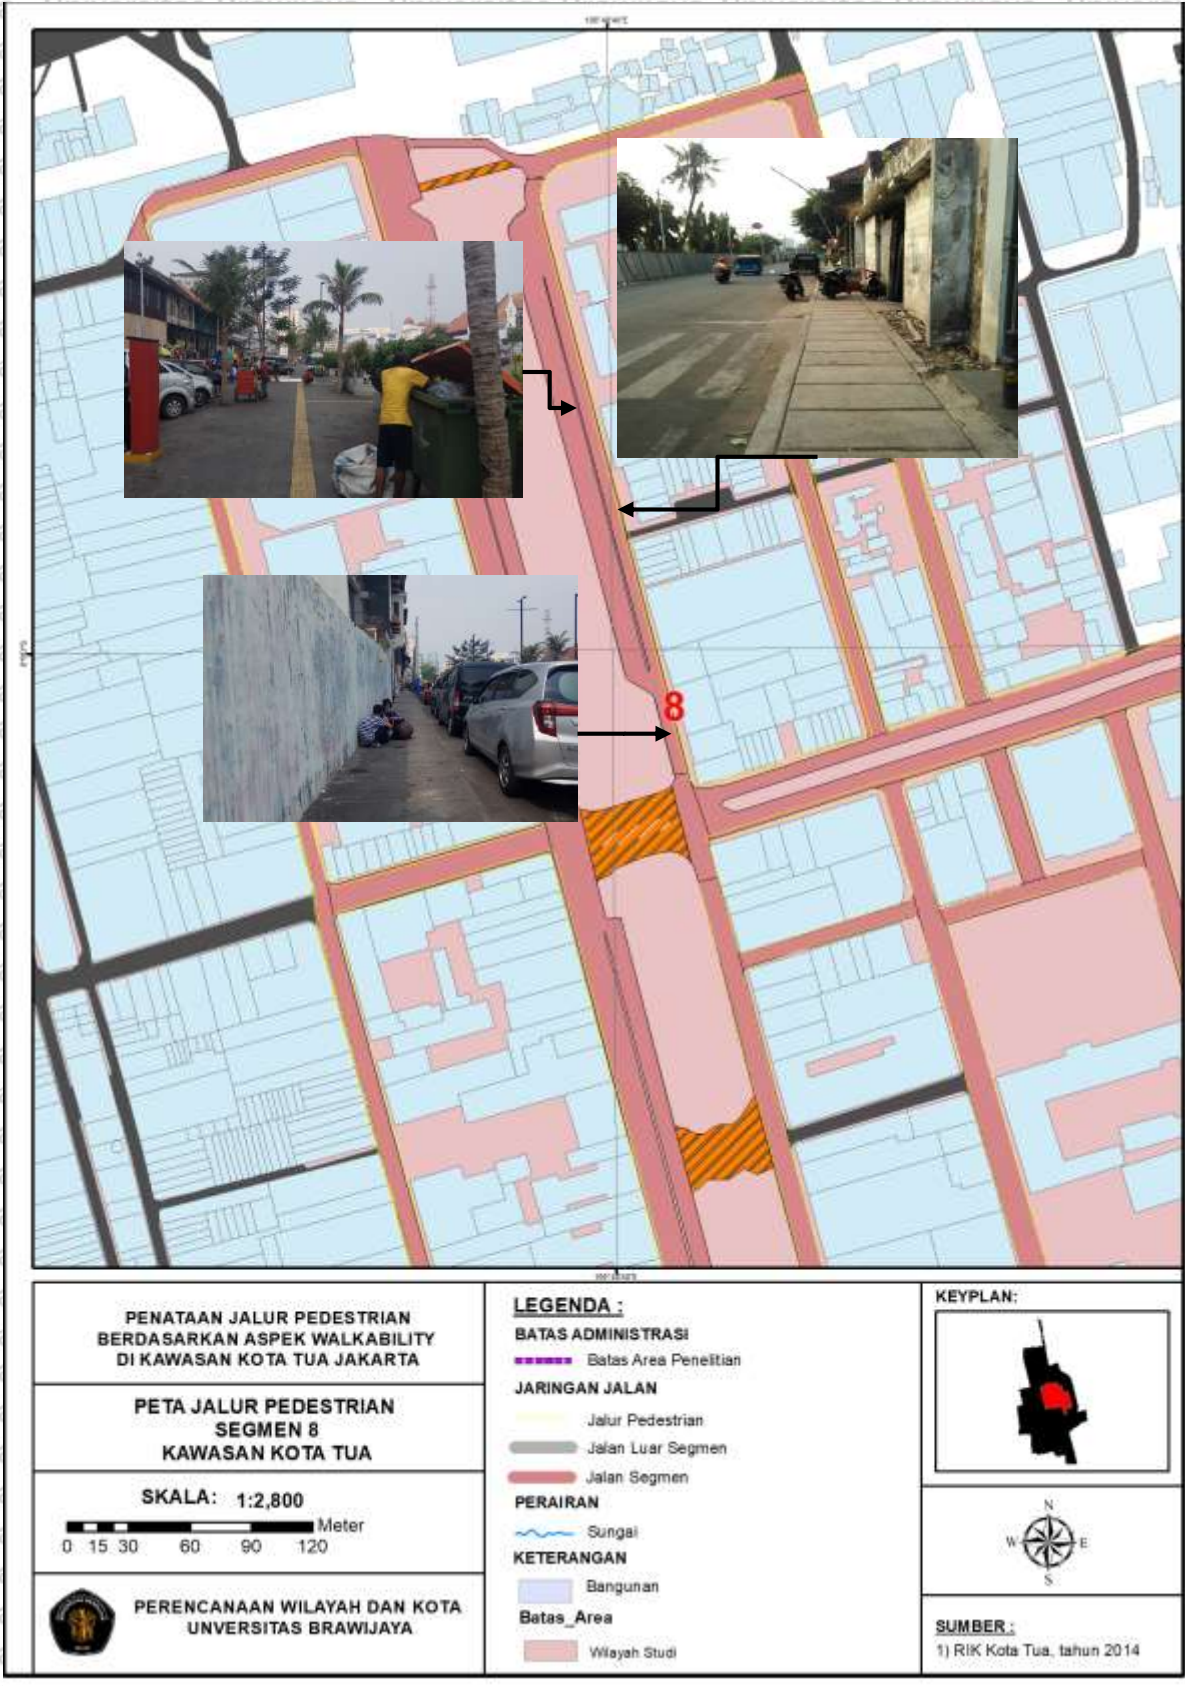 8
PENATAAN JALUR PEDESTRIAN
BERDASARKAN ASPEK WALKABILITY
DI KAWASAN KOTA TUA JAKARTA
PETA JALUR PEDESTRIAN
SEGMEN 8
KAWASAN KOTA TUA
SKALA: 1:2,800
Meter
0 15 30 60 90 120
PERENCANAAN WILAYAH DAN KOTA
UNVERSITAS BRAWIJAYA
LEGENDA :
BATAS ADMINISTRASI
Batas Area Penelitian
JARINGAN JALAN
Jalur Pedestrian
Jalan Luar Segmen
Jalan Segmen
PERAIRAN
Sungai
KETERANGAN
Bangunan
Batas_Area
Wilayah Studi
KEYPLAN:
N
W E
S
SUMBER :
1) RIK Kota Tua, tahun 2014